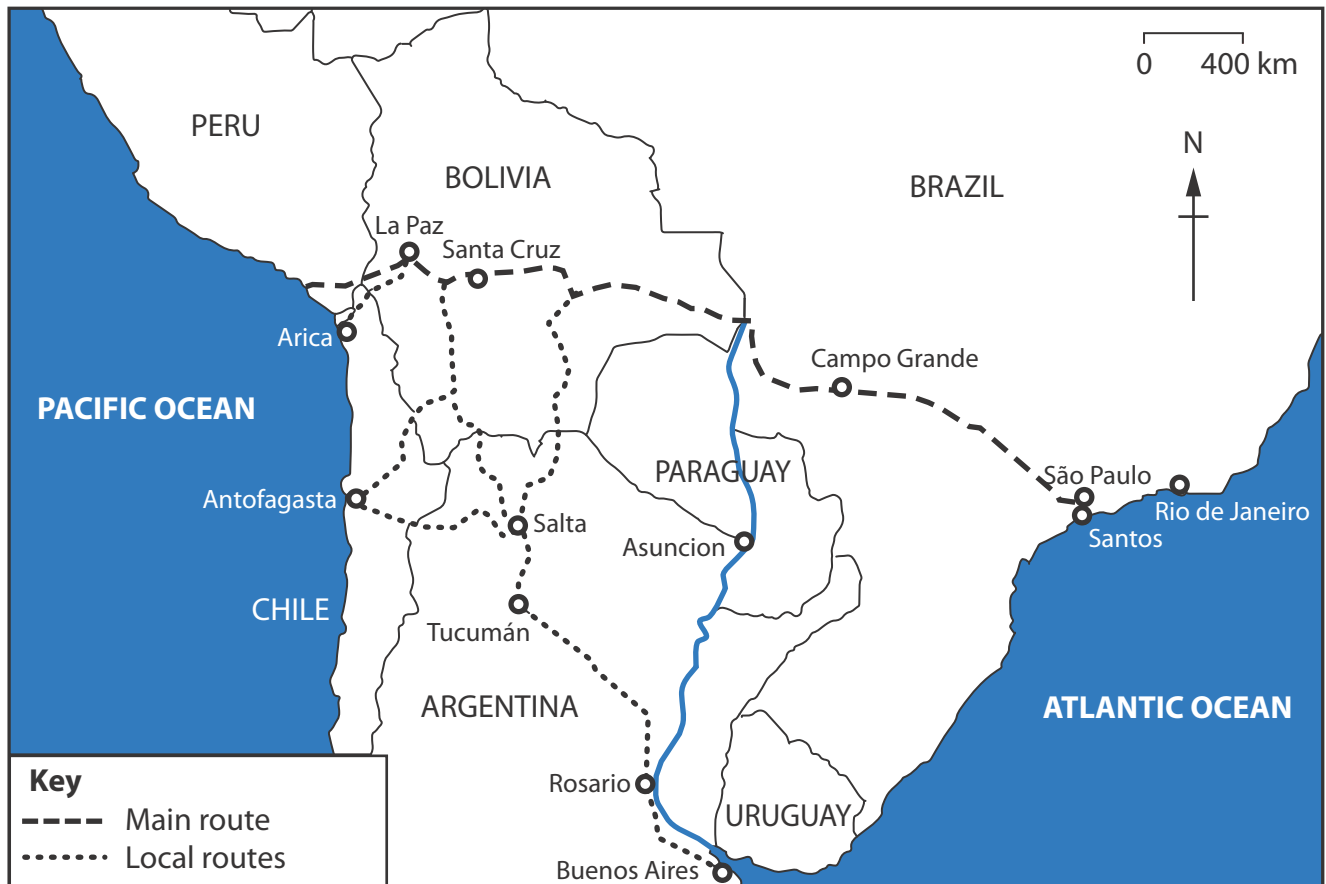 0 400 km
N
PERU
BOLIVIA
BRAZIL
La Paz
Santa Cruz
Arica
Campo Grande
PACIFIC OCEAN
PARAGUAY
São Paulo
Antofagasta
Rio de Janeiro
Salta
Santos
Asuncion
CHILE
Tucumán
ARGENTINA
ATLANTIC OCEAN
Rosario
URUGUAY
Buenos Aires
Key
Main route
Local routes